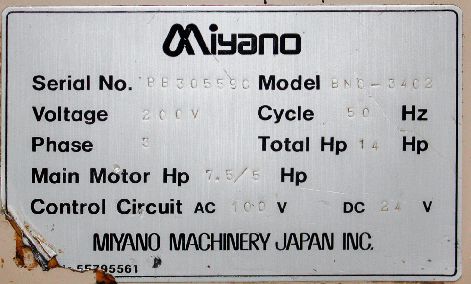 Miyano
Serial No. BB30559C Model BNC-3402
Voltage 200V Cycle 50 Hz
Phase 3 Total Hp 14 Hp
Main Motor Hp 7.5/5 Hp
Control Circuit AC 100 V DC 24 V
MIYANO MACHINERY JAPAN INC.
55795561